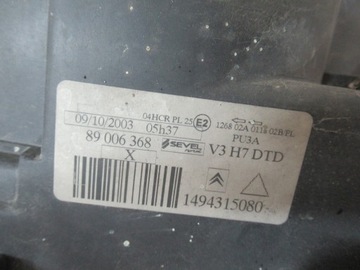 04HCR PL 25 E2 1268 02A 0118 02B PL
09/10/2003 05h37 PU3A
89 006 368 SEVEL V3 H7 DTD
X
1494315080